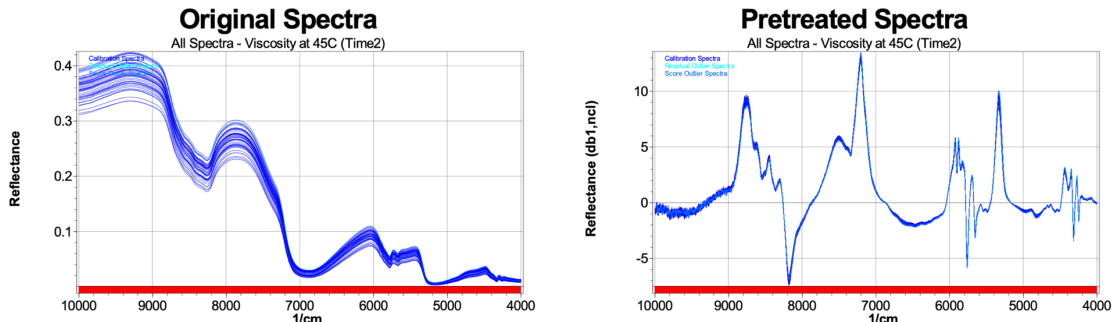 Original Spectra
All Spectra - Viscosity at 45C (Time2)
Calibration Spectra
Reflectance
0.4
0.3
0.2
0.1
10000 9000 8000 7000 6000 5000 4000
1/cm
Pretreated Spectra
All Spectra - Viscosity at 45C (Time2)
Calibration Spectra
Residual Outlier Spectra
Score Outlier Spectra
Reflectance (db1,ncl)
10
5
0
-5
10000 9000 8000 7000 6000 5000 4000
1/cm